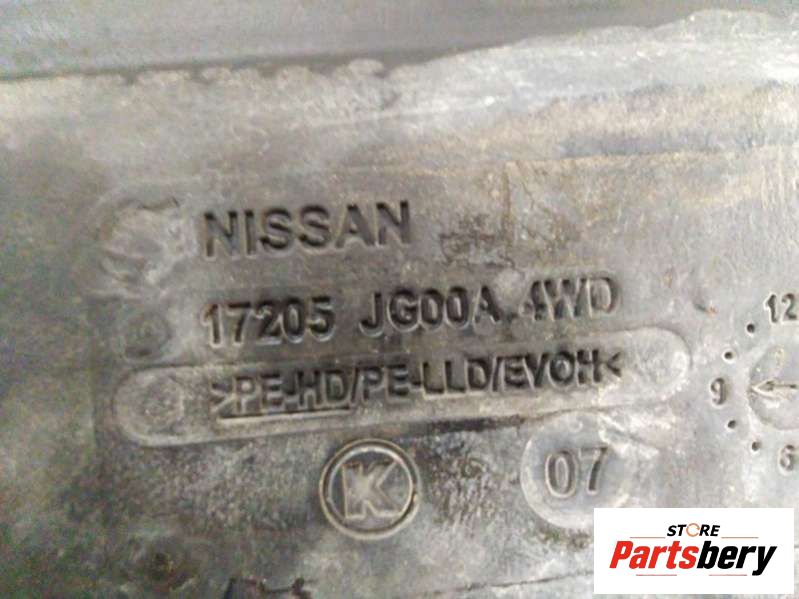 NISSAN
17205 JG00A 4WD
>PE-HD/PE-LLD/EVOH<
K
07
12
9
6
STORE
Partsbery